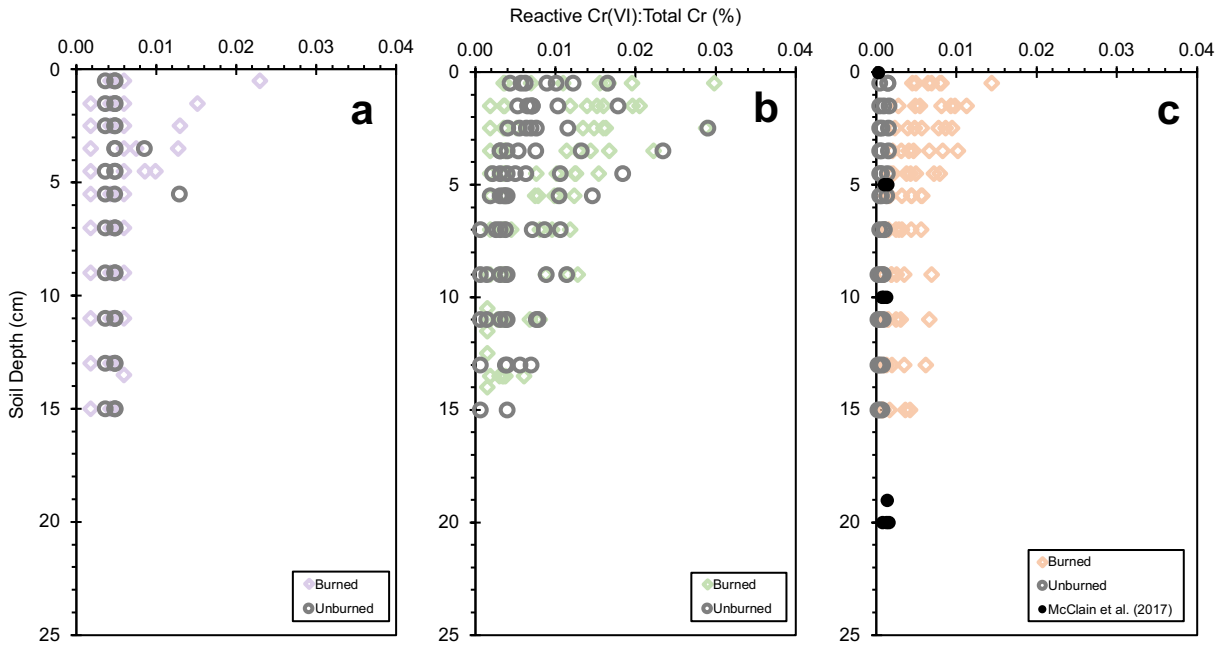 Reactive Cr(VI):Total Cr (%)
0.00 0.01 0.02 0.03 0.04 0.00 0.01 0.02 0.03 0.04 0.00 0.01 0.02 0.03 0.04
Soil Depth (cm)
0
5
10
15
20
25
a
Burned
Unburned
0
5
10
15
20
25
b
Burned
Unburned
0
5
10
15
20
25
c
Burned
Unburned
McClain et al. (2017)